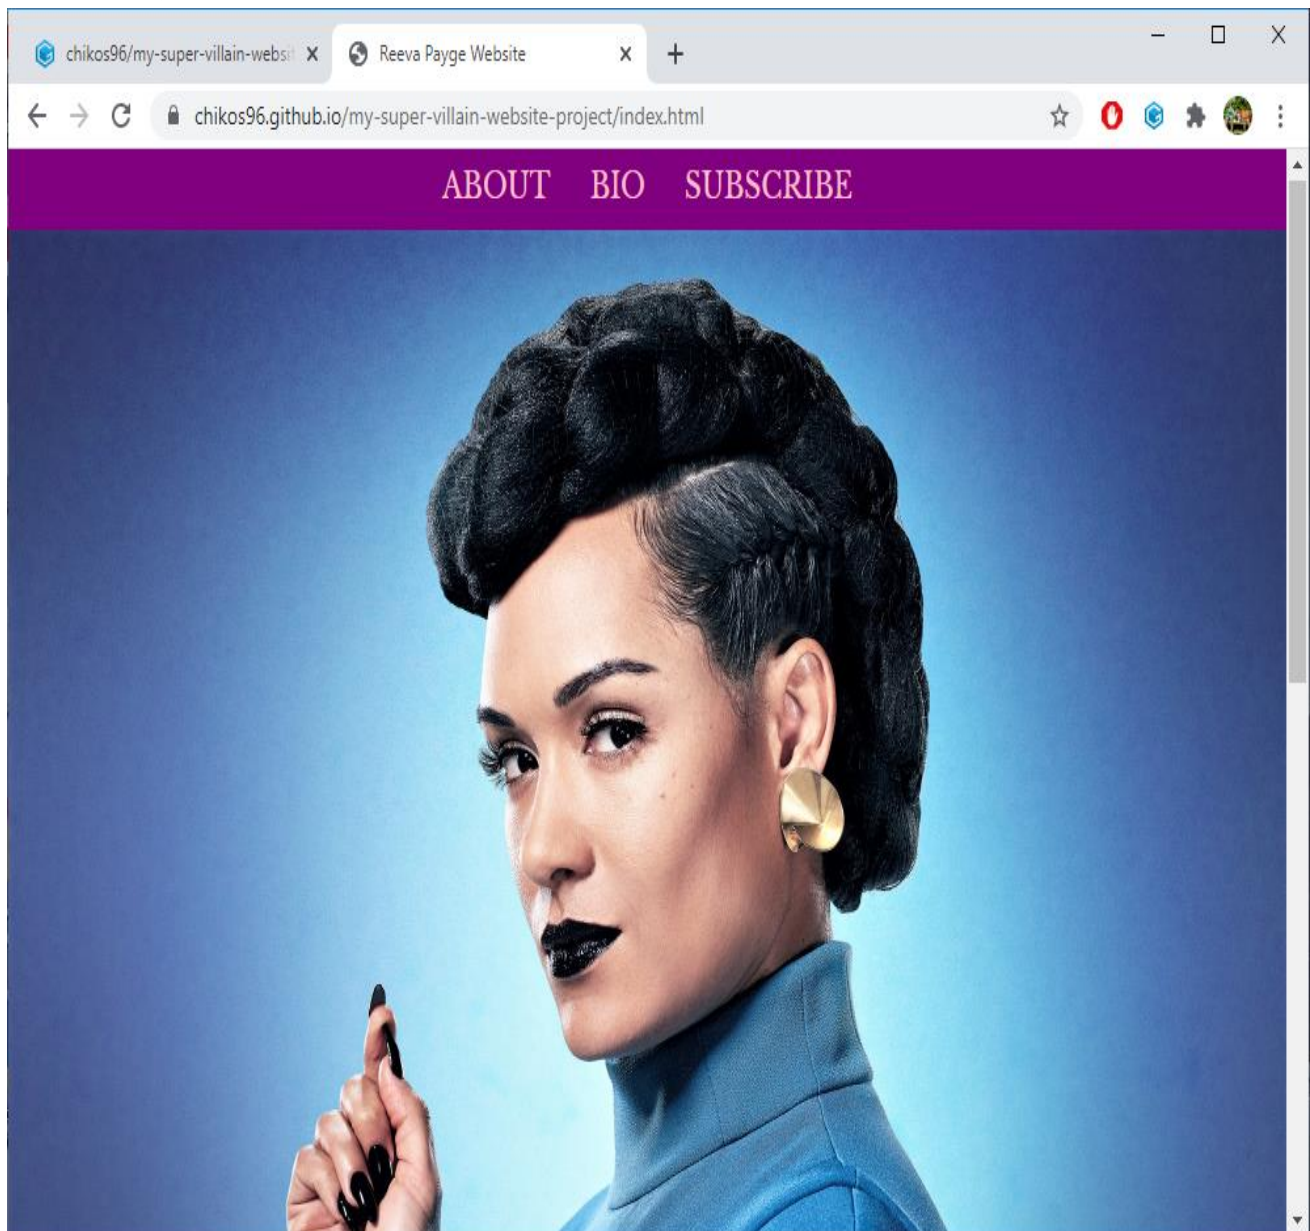 chikos96/my-super-villain-websit
Reeva Payge Website
chikos96.github.io/my-super-villain-website-project/index.html
ABOUT BIO SUBSCRIBE